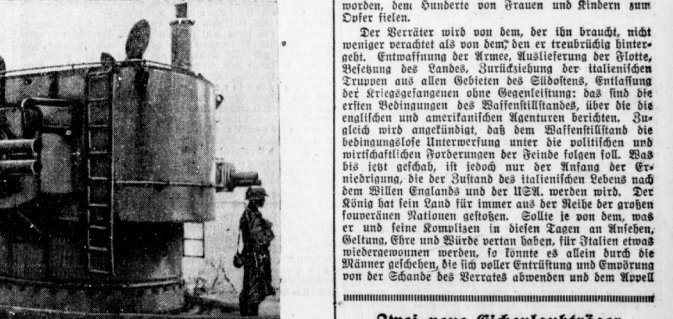 worden, dem Hunderte von Frauen und Kindern zum
Opfer fielen.
Der Verräter wird von dem, der ihn braucht, nicht
weniger verachtet als von dem, den er treubrüchig hinter-
geht. Entwaffnung der Armee, Auslieferung der Flotte,
Besetzung des Landes, Zurückziehung der italienischen
Truppen aus allen Gebieten des Südostens, Entlassung
der Kriegsgefangenen ohne Gegenleistung: das sind die
ersten Bedingungen des Waffenstillstandes, über die die
englischen und amerikanischen Agenturen berichten. Zu-
gleich wird angekündigt, daß dem Waffenstillstand die
bedingungslose Unterwerfung unter die politischen und
wirtschaftlichen Forderungen der Feinde folgen soll. Was
bis jetzt geschah, ist jedoch nur der Anfang der Er-
niedrigung, die der Zustand des italienischen Lebens nach
dem Willen Englands und der USA. werden wird. Der
König hat sein Land für immer aus der Reihe der großen
souveränen Nationen gestoßen. Sollte je von dem, was
er und seine Komplizen in diesen Tagen an Ansehen,
Geltung, Ehre und Würde vertan haben, für Italien etwas
wiedergewonnen werden, so könnte es allein durch die
Männer geschehen, die sich voller Entrüstung und Empörung
von der Schande des Verrates abwenden und dem Appell
Zwei neue Eichenlaubträger